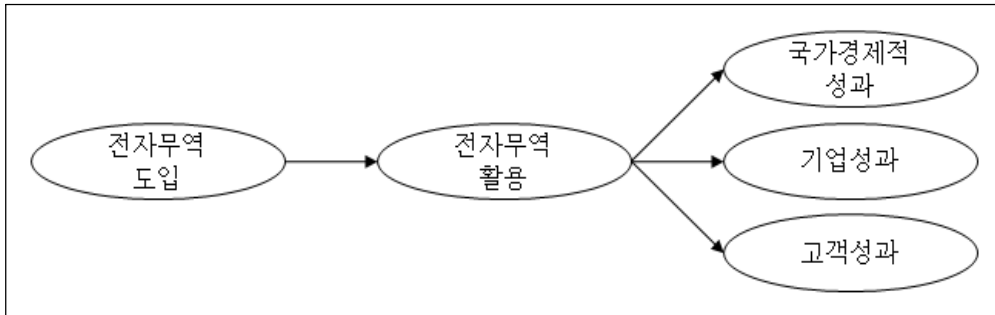 전자무역
도입
전자무역
활용
국가경제적
성과
기업성과
고객성과